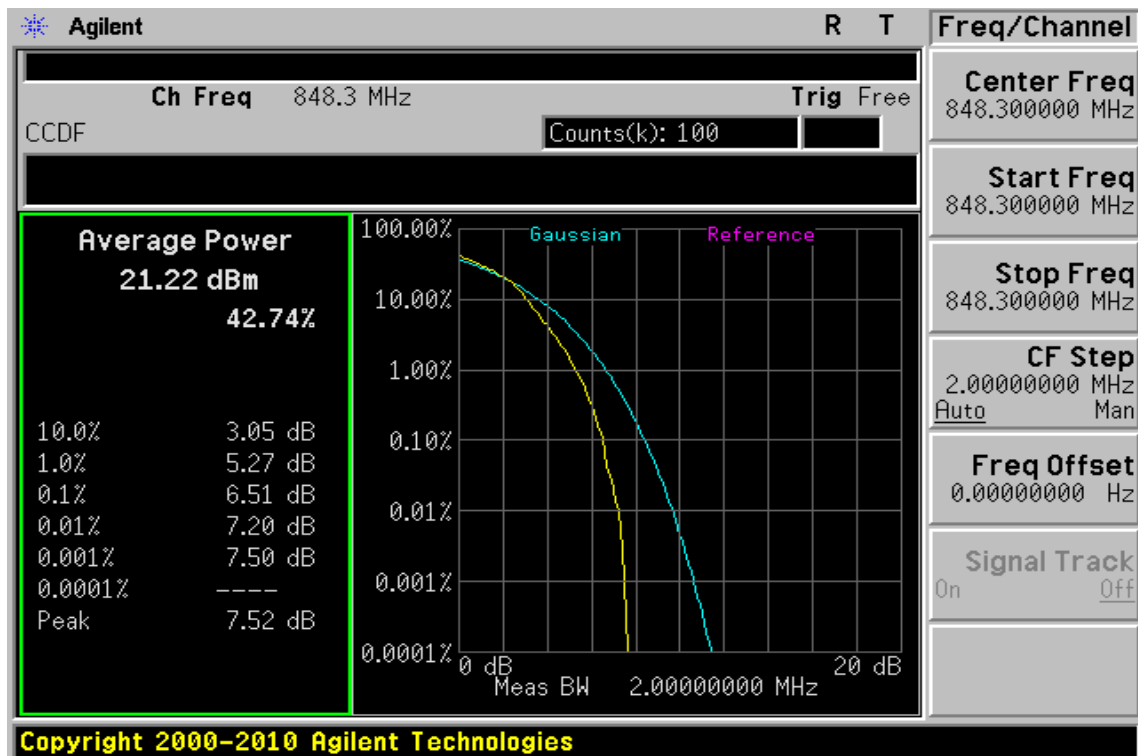 Agilent R T
Ch Freq 848.3 MHz Trig Free
CCDF Counts(k): 100
Average Power
21.22 dBm
42.74%
10.0% 3.05 dB
1.0% 5.27 dB
0.1% 6.51 dB
0.01% 7.20 dB
0.001% 7.50 dB
0.0001% ----
Peak 7.52 dB
Gaussian Reference
100.00%
10.00%
1.00%
0.10%
0.01%
0.001%
0.0001%
0 dB 20 dB
Meas BW 2.00000000 MHz
Freq/Channel
Center Freq
848.300000 MHz
Start Freq
848.300000 MHz
Stop Freq
848.300000 MHz
CF Step
2.00000000 MHz
Auto Man
Freq Offset
0.00000000 Hz
Signal Track
On Off
Copyright 2000-2010 Agilent Technologies